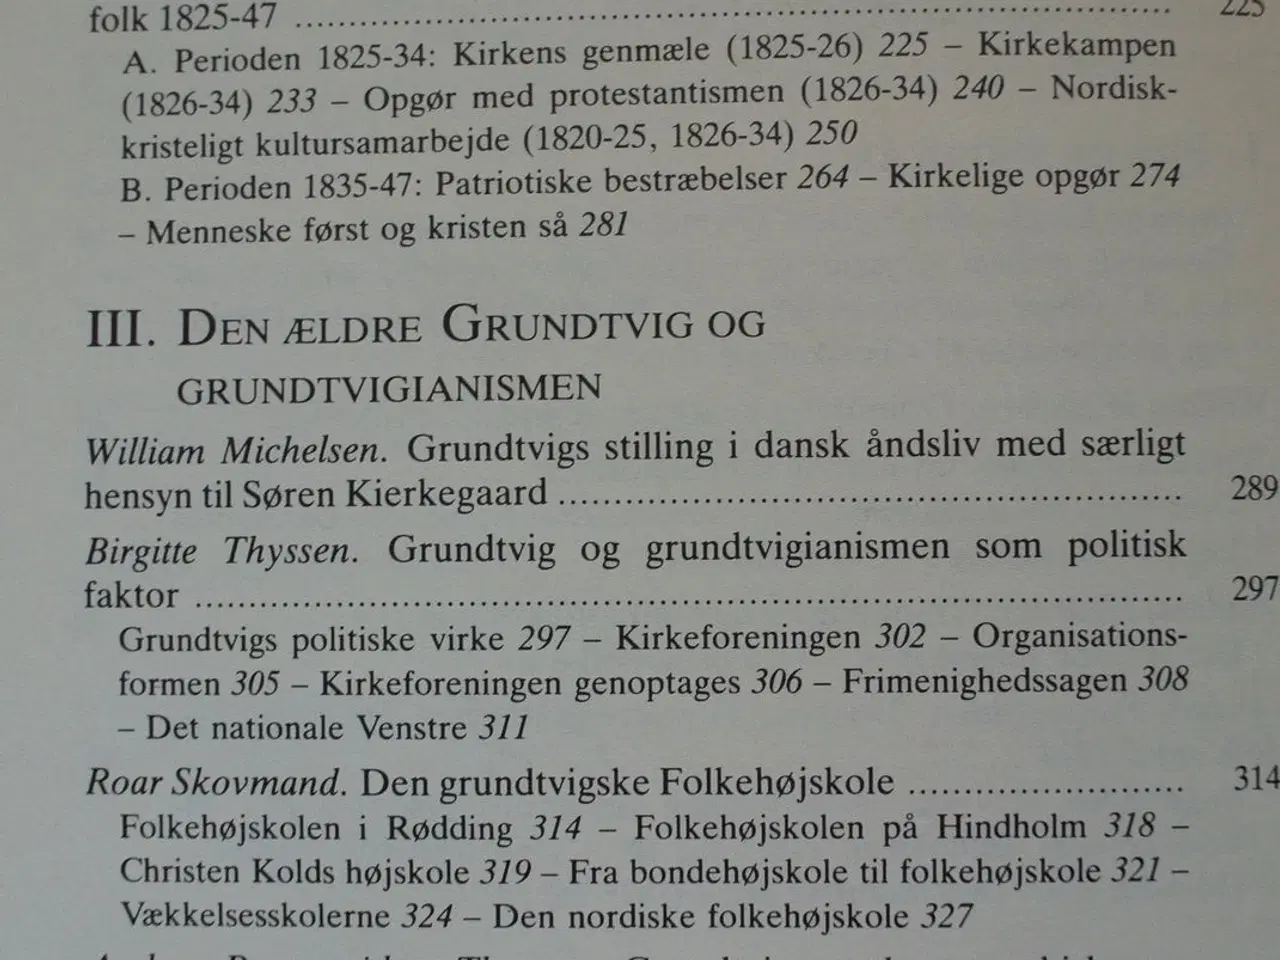 folk 1825-47 ........................................................................ 225
A. Perioden 1825-34: Kirkens genmæle (1825-26) 225 – Kirkekampen
(1826-34) 233 – Opgør med protestantismen (1826-34) 240 – Nordisk-
kristeligt kultursamarbejde (1820-25, 1826-34) 250
B. Perioden 1835-47: Patriotiske bestræbelser 264 – Kirkelige opgør 274
– Menneske først og kristen så 281
III. DEN ÆLDRE GRUNDTVIG OG
GRUNDTVIGIANISMEN
William Michelsen. Grundtvigs stilling i dansk åndsliv med særligt
hensyn til Søren Kierkegaard .................................................... 289
Birgitte Thyssen. Grundtvig og grundtvigianismen som politisk
faktor ................................................................................ 297
Grundtvigs politiske virke 297 – Kirkeforeningen 302 – Organisations-
formen 305 – Kirkeforeningen genoptages 306 – Frimenighedssagen 308
– Det nationale Venstre 311
Roar Skovmand. Den grundtvigske Folkehøjskole ........................ 314
Folkehøjskolen i Rødding 314 – Folkehøjskolen på Hindholm 318 –
Christen Kolds højskole 319 – Fra bondehøjskole til folkehøjskole 321 –
Vækkelsesskolerne 324 – Den nordiske folkehøjskole 327